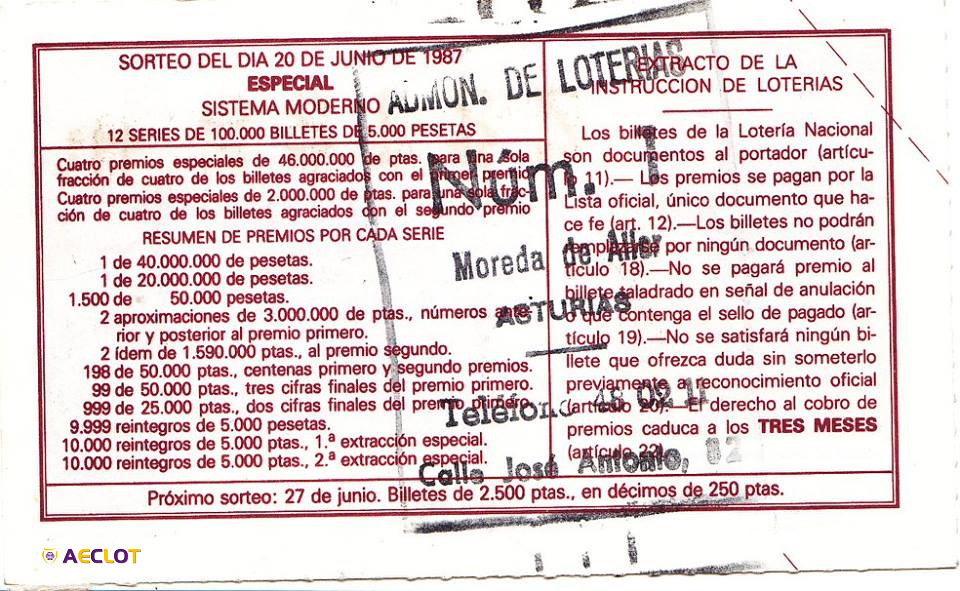 SORTEO DEL DIA 20 DE JUNIO DE 1987
ESPECIAL
SISTEMA MODERNO
12 SERIES DE 100.000 BILLETES DE 5.000 PESETAS
Cuatro premios especiales de 46.000.000 de ptas. para una sola
fracción de cuatro de los billetes agraciados con el primer premio
Cuatro premios especiales de 2.000.000 de ptas. para una sola frac-
ción de cuatro de los billetes agraciados con el segundo premio
RESUMEN DE PREMIOS POR CADA SERIE
1 de 40.000.000 de pesetas.
1 de 20.000.000 de pesetas.
1.500 de 50.000 pesetas.
2 aproximaciones de 3.000.000 de ptas., números ante-
rior y posterior al premio primero.
2 ídem de 1.590.000 ptas., al premio segundo.
198 de 50.000 ptas., centenas primero y segundo premios.
99 de 50.000 ptas., tres cifras finales del premio primero.
999 de 25.000 ptas., dos cifras finales del premio primero.
9.999 reintegros de 5.000 pesetas.
10.000 reintegros de 5.000 ptas., 1.ª extracción especial.
10.000 reintegros de 5.000 ptas., 2.ª extracción especial.
EXTRACTO DE LA
INSTRUCCION DE LOTERIAS
Los billetes de la Lotería Nacional
son documentos al portador (artícu-
lo 11).— Los premios se pagan por la
Lista oficial, único documento que ha-
ce fe (art. 12).—Los billetes no podrán
remplazarse por ningún documento (ar-
tículo 18).—No se pagará premio al
billete taladrado en señal de anulación
o que contenga el sello de pagado (ar-
tículo 19).—No se satisfará ningún bi-
llete que ofrezca duda sin someterlo
previamente a reconocimiento oficial
(artículo 20).—El derecho al cobro de
premios caduca a los TRES MESES
(artículo 22).
Próximo sorteo: 27 de junio. Billetes de 2.500 ptas., en décimos de 250 ptas.
ADMON. DE LOTERIAS
Núm. 1
Moreda de Aller
ASTURIAS
Teléfono 48 02 11
Calle José Antonio, 82
AECLOT